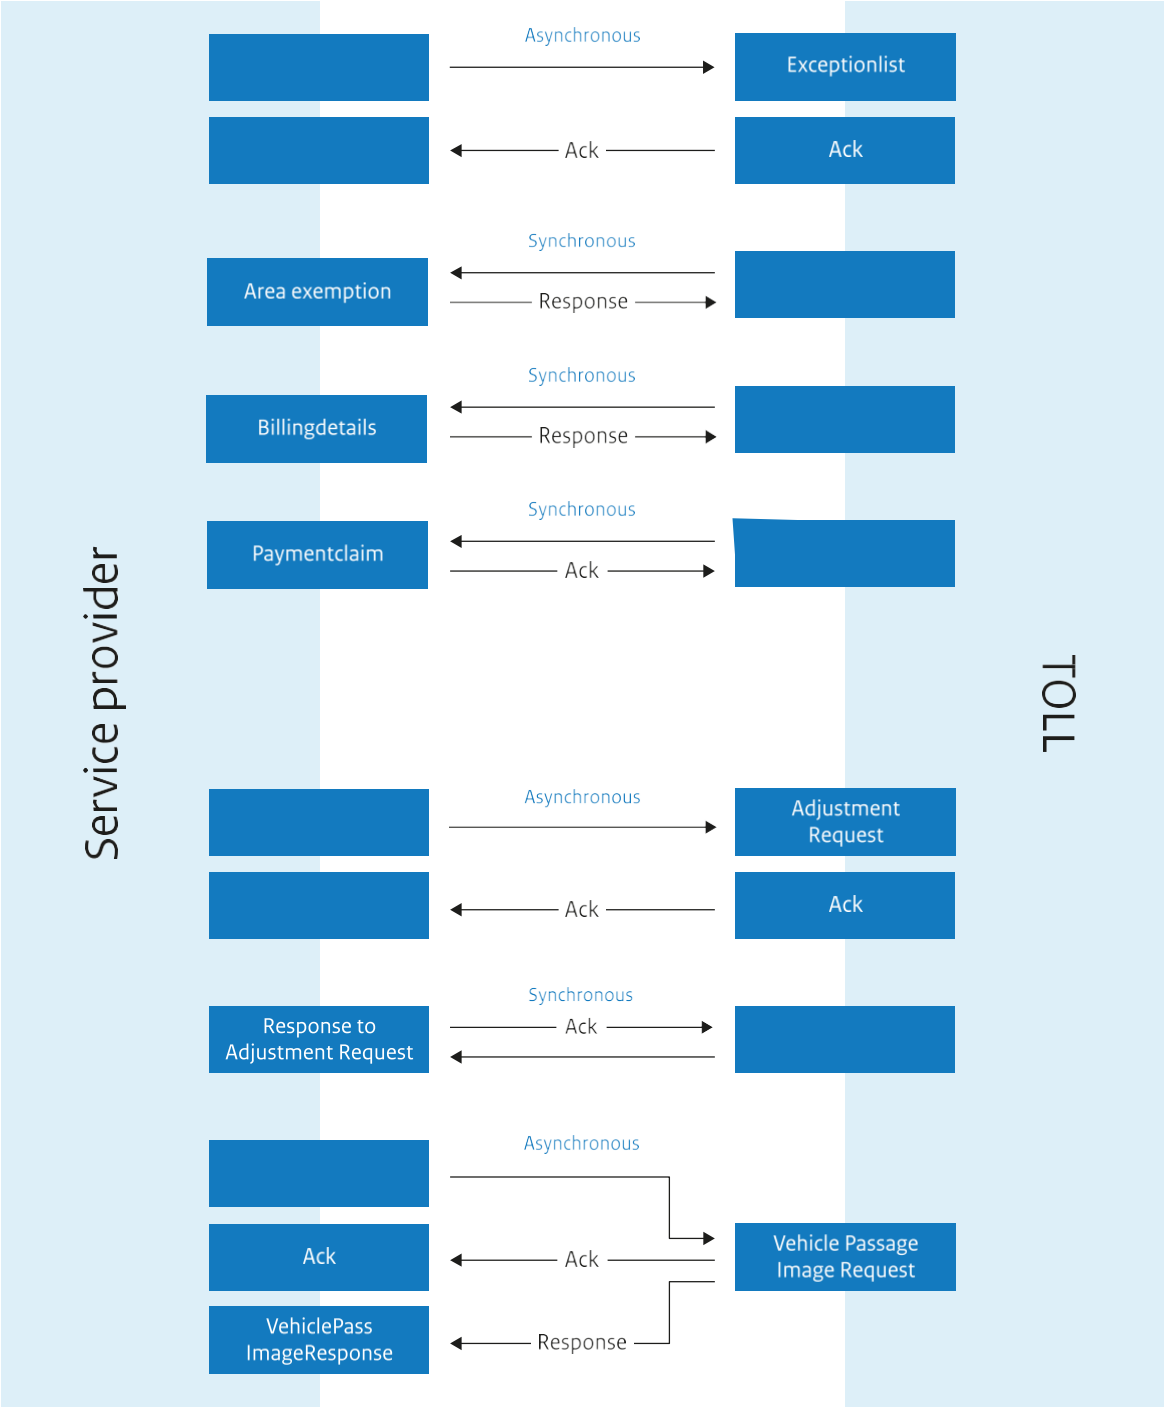 Asynchronous
Exceptionlist
Ack
Ack
Synchronous
Area exemption
Response
Synchronous
Billingdetails
Response
Synchronous
Paymentclaim
Ack
Service provider
TOLL
Asynchronous
Adjustment
Request
Ack
Ack
Synchronous
Response to
Adjustment Request
Ack
Asynchronous
Ack
Ack
Vehicle Passage
Image Request
VehiclePass
ImageResponse
Response